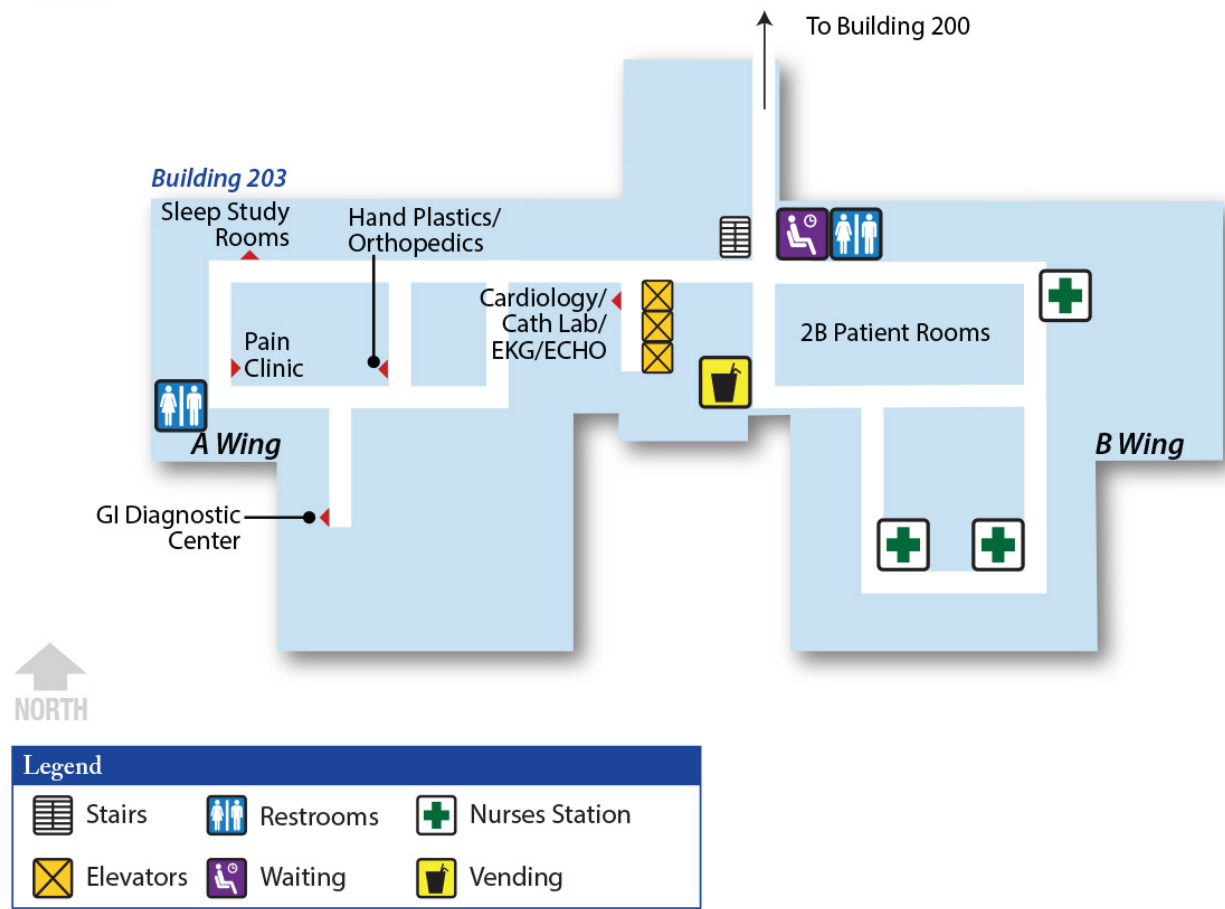 To Building 200
Building 203
Sleep Study
Rooms
Hand Plastics/
Orthopedics
Cardiology/
Cath Lab/
EKG/ECHO
2B Patient Rooms
Pain
Clinic
A Wing
B Wing
GI Diagnostic
Center
NORTH
Legend
Stairs
Restrooms
Nurses Station
Elevators
Waiting
Vending